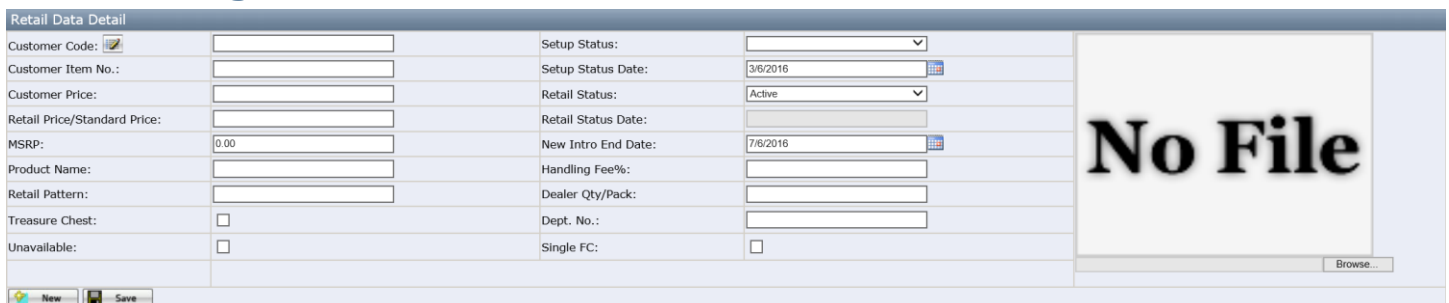 Retail Data Detail
Customer Code: Setup Status:
Customer Item No.: Setup Status Date: 3/6/2016
Customer Price: Retail Status: Active
Retail Price/Standard Price: Retail Status Date:
MSRP: 0.00 New Intro End Date: 7/6/2016
Product Name: Handling Fee%:
Retail Pattern: Dealer Qty/Pack:
Treasure Chest: Dept. No.:
Unavailable: Single FC:
No File
Browse...
New Save